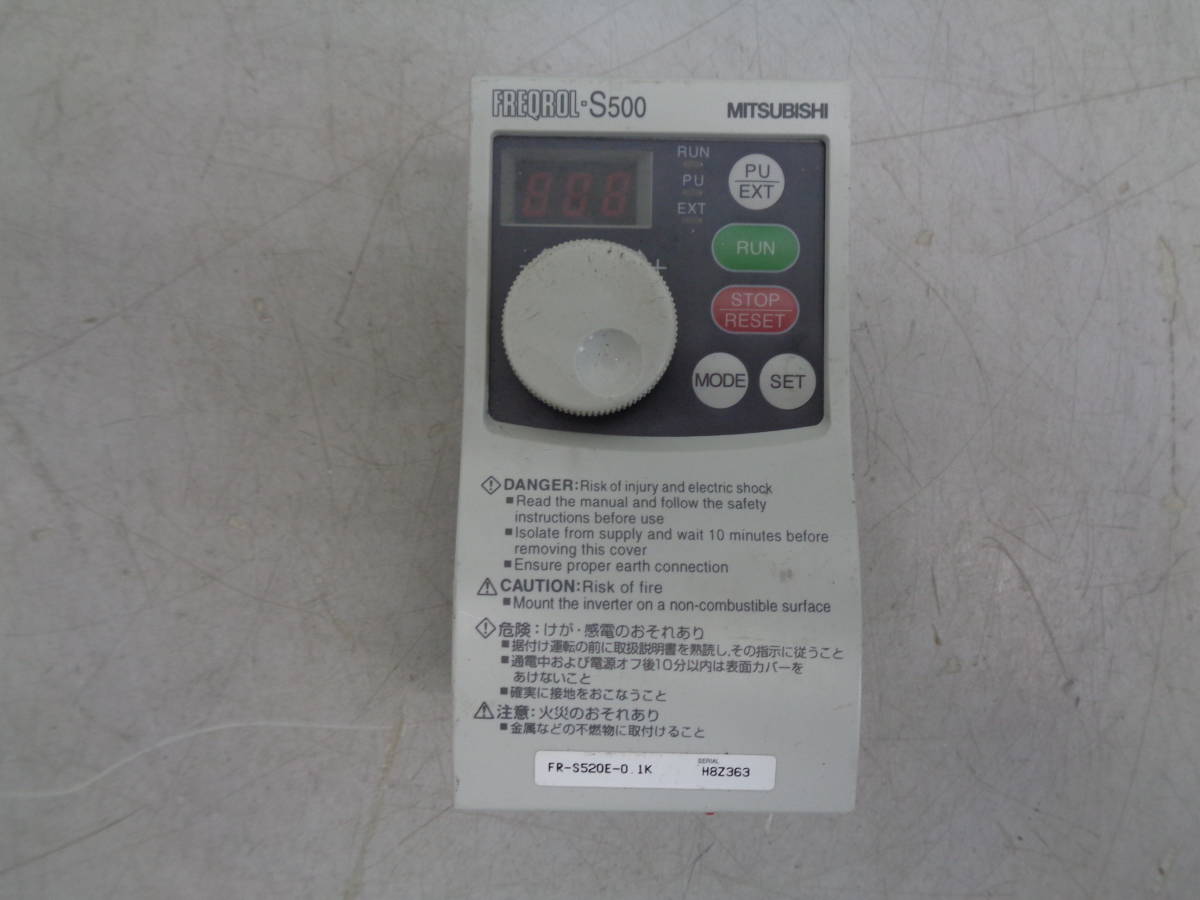 FREQROL-S500
MITSUBISHI
RUN
PU
EXT
PU
EXT
RUN
- +
STOP
RESET
MODE
SET
DANGER:Risk of injury and electric shock
■Read the manual and follow the safety
instructions before use
■Isolate from supply and wait 10 minutes before
removing this cover
■Ensure proper earth connection
CAUTION:Risk of fire
■Mount the inverter on a non-combustible surface
危険：けが・感電のおそれあり
■据付け運転の前に取扱説明書を熟読し、その指示に従うこと
■通電中および電源オフ後10分以内は表面カバーを
あけないこと
■確実に接地をおこなうこと
注意：火災のおそれあり
■金属などの不燃物に取付けること
SERIAL
FR-S520E-0.1K H8Z363